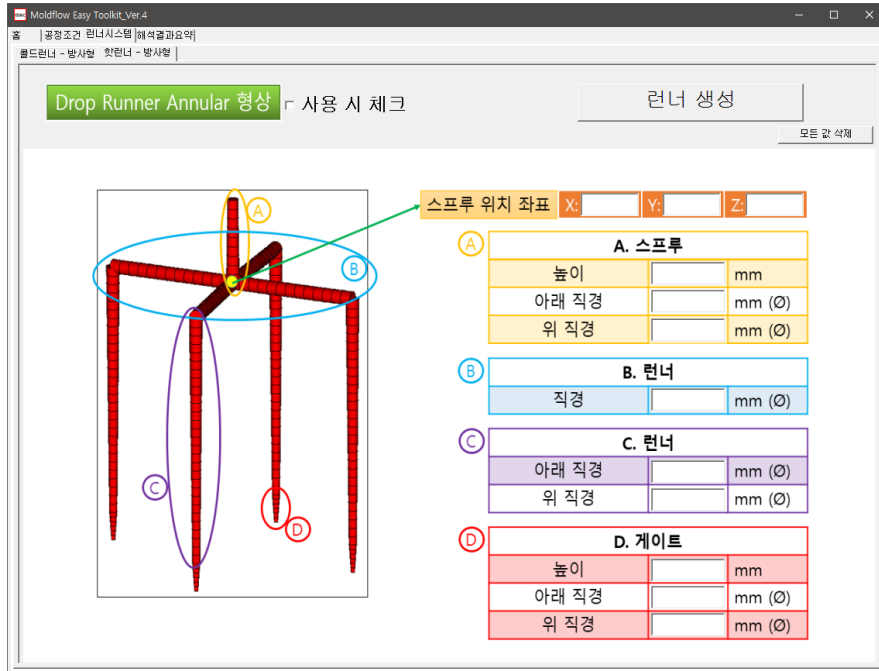 Moldflow Easy Toolkit_Ver.4
홈 공정조건 런너시스템 해석결과요약
콜드런너 - 방사형 핫런너 - 방사형
Drop Runner Annular 형상 사용 시 체크
런너 생성
모든 값 삭제
스프루 위치 좌표 X: Y: Z:
A
B
C
D
A
A. 스프루
높이 mm
아래 직경 mm (Ø)
위 직경 mm (Ø)
B
B. 런너
직경 mm (Ø)
C
C. 런너
아래 직경 mm (Ø)
위 직경 mm (Ø)
D
D. 게이트
높이 mm
아래 직경 mm (Ø)
위 직경 mm (Ø)